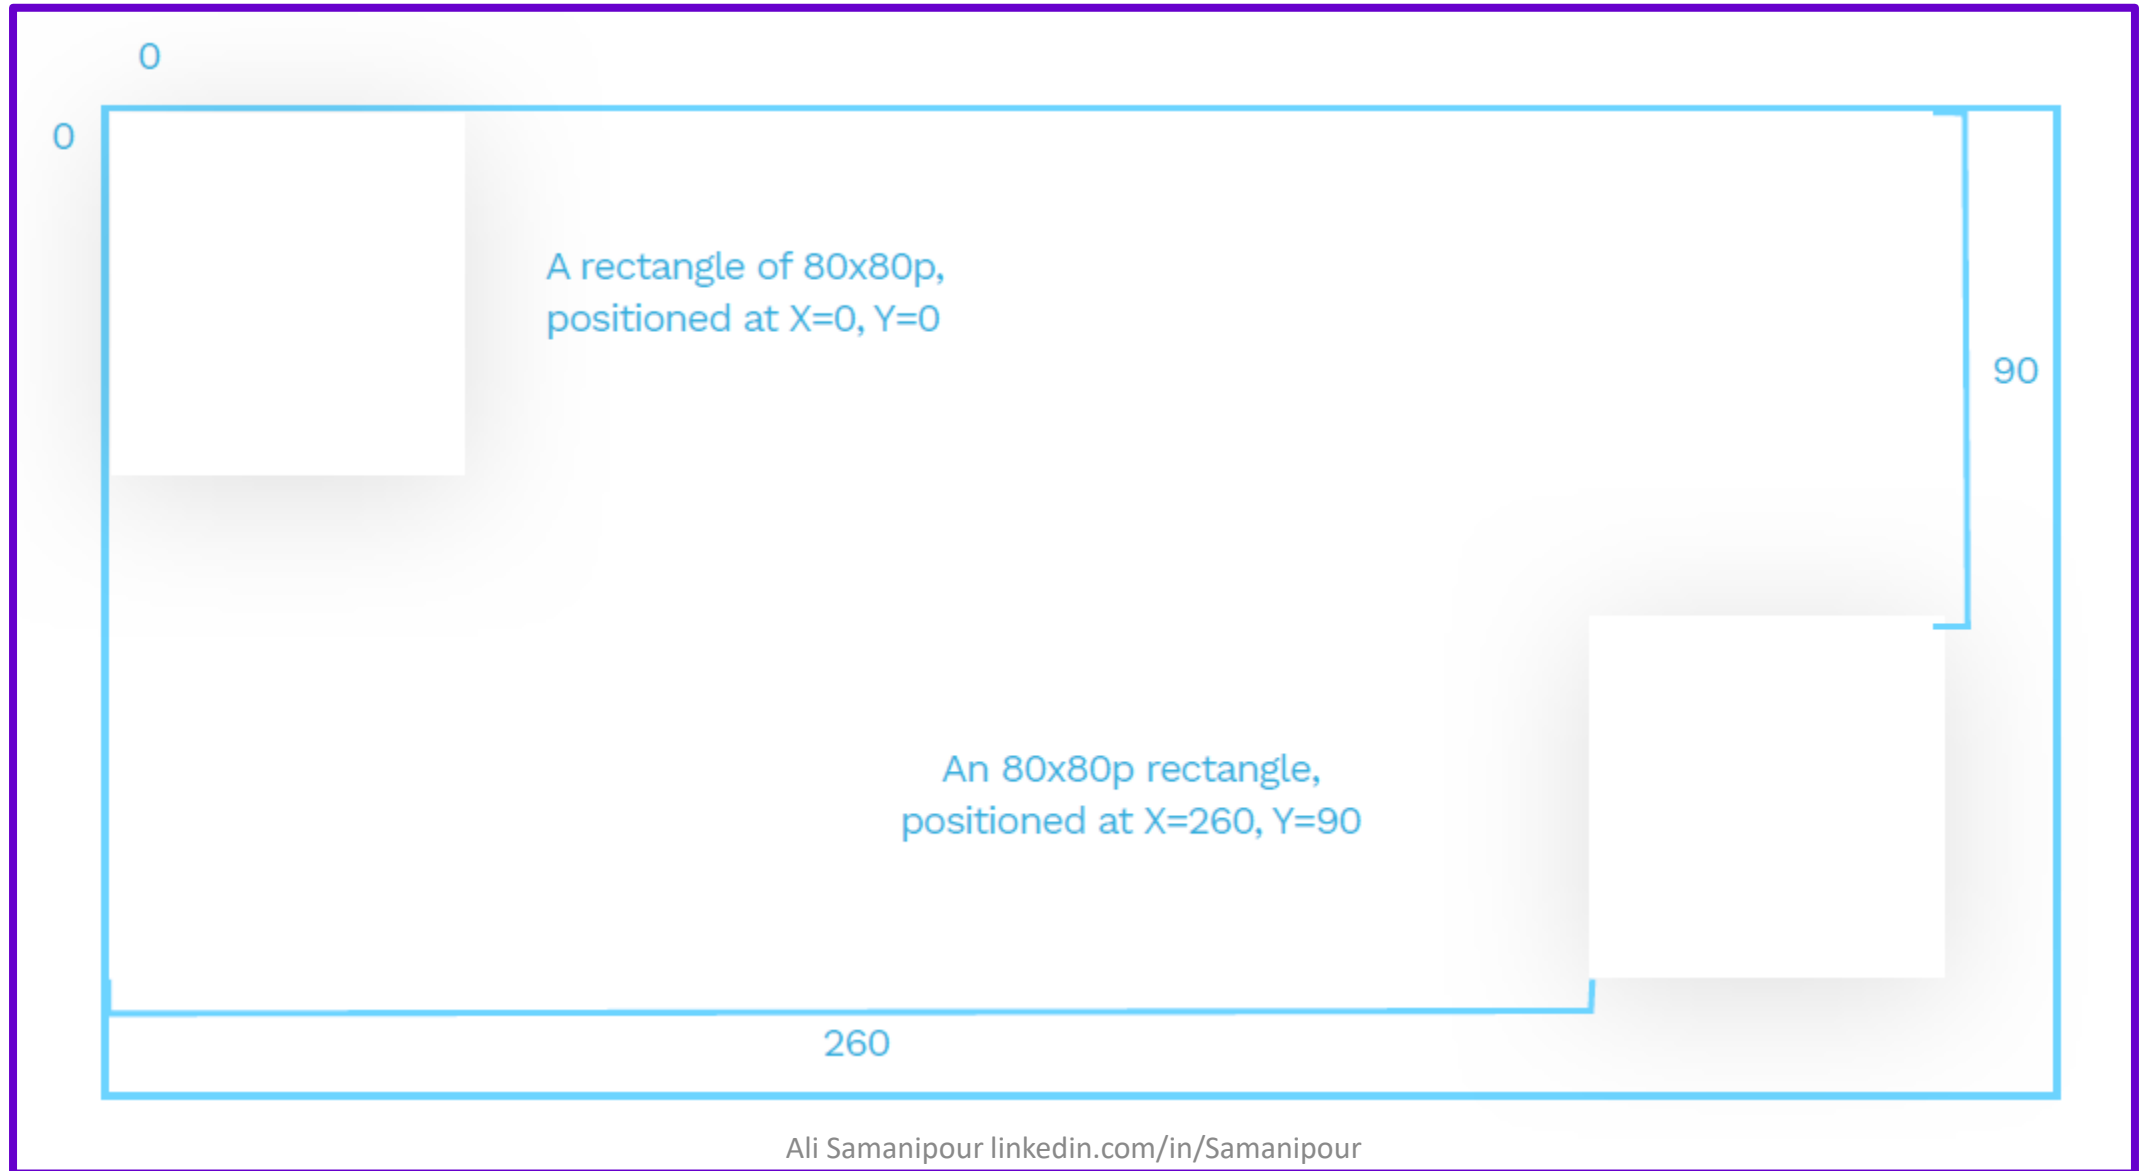 0
0
A rectangle of 80x80p,
positioned at X=0, Y=0
90
An 80x80p rectangle,
positioned at X=260, Y=90
260
Ali Samanipour linkedin.com/in/Samanipour